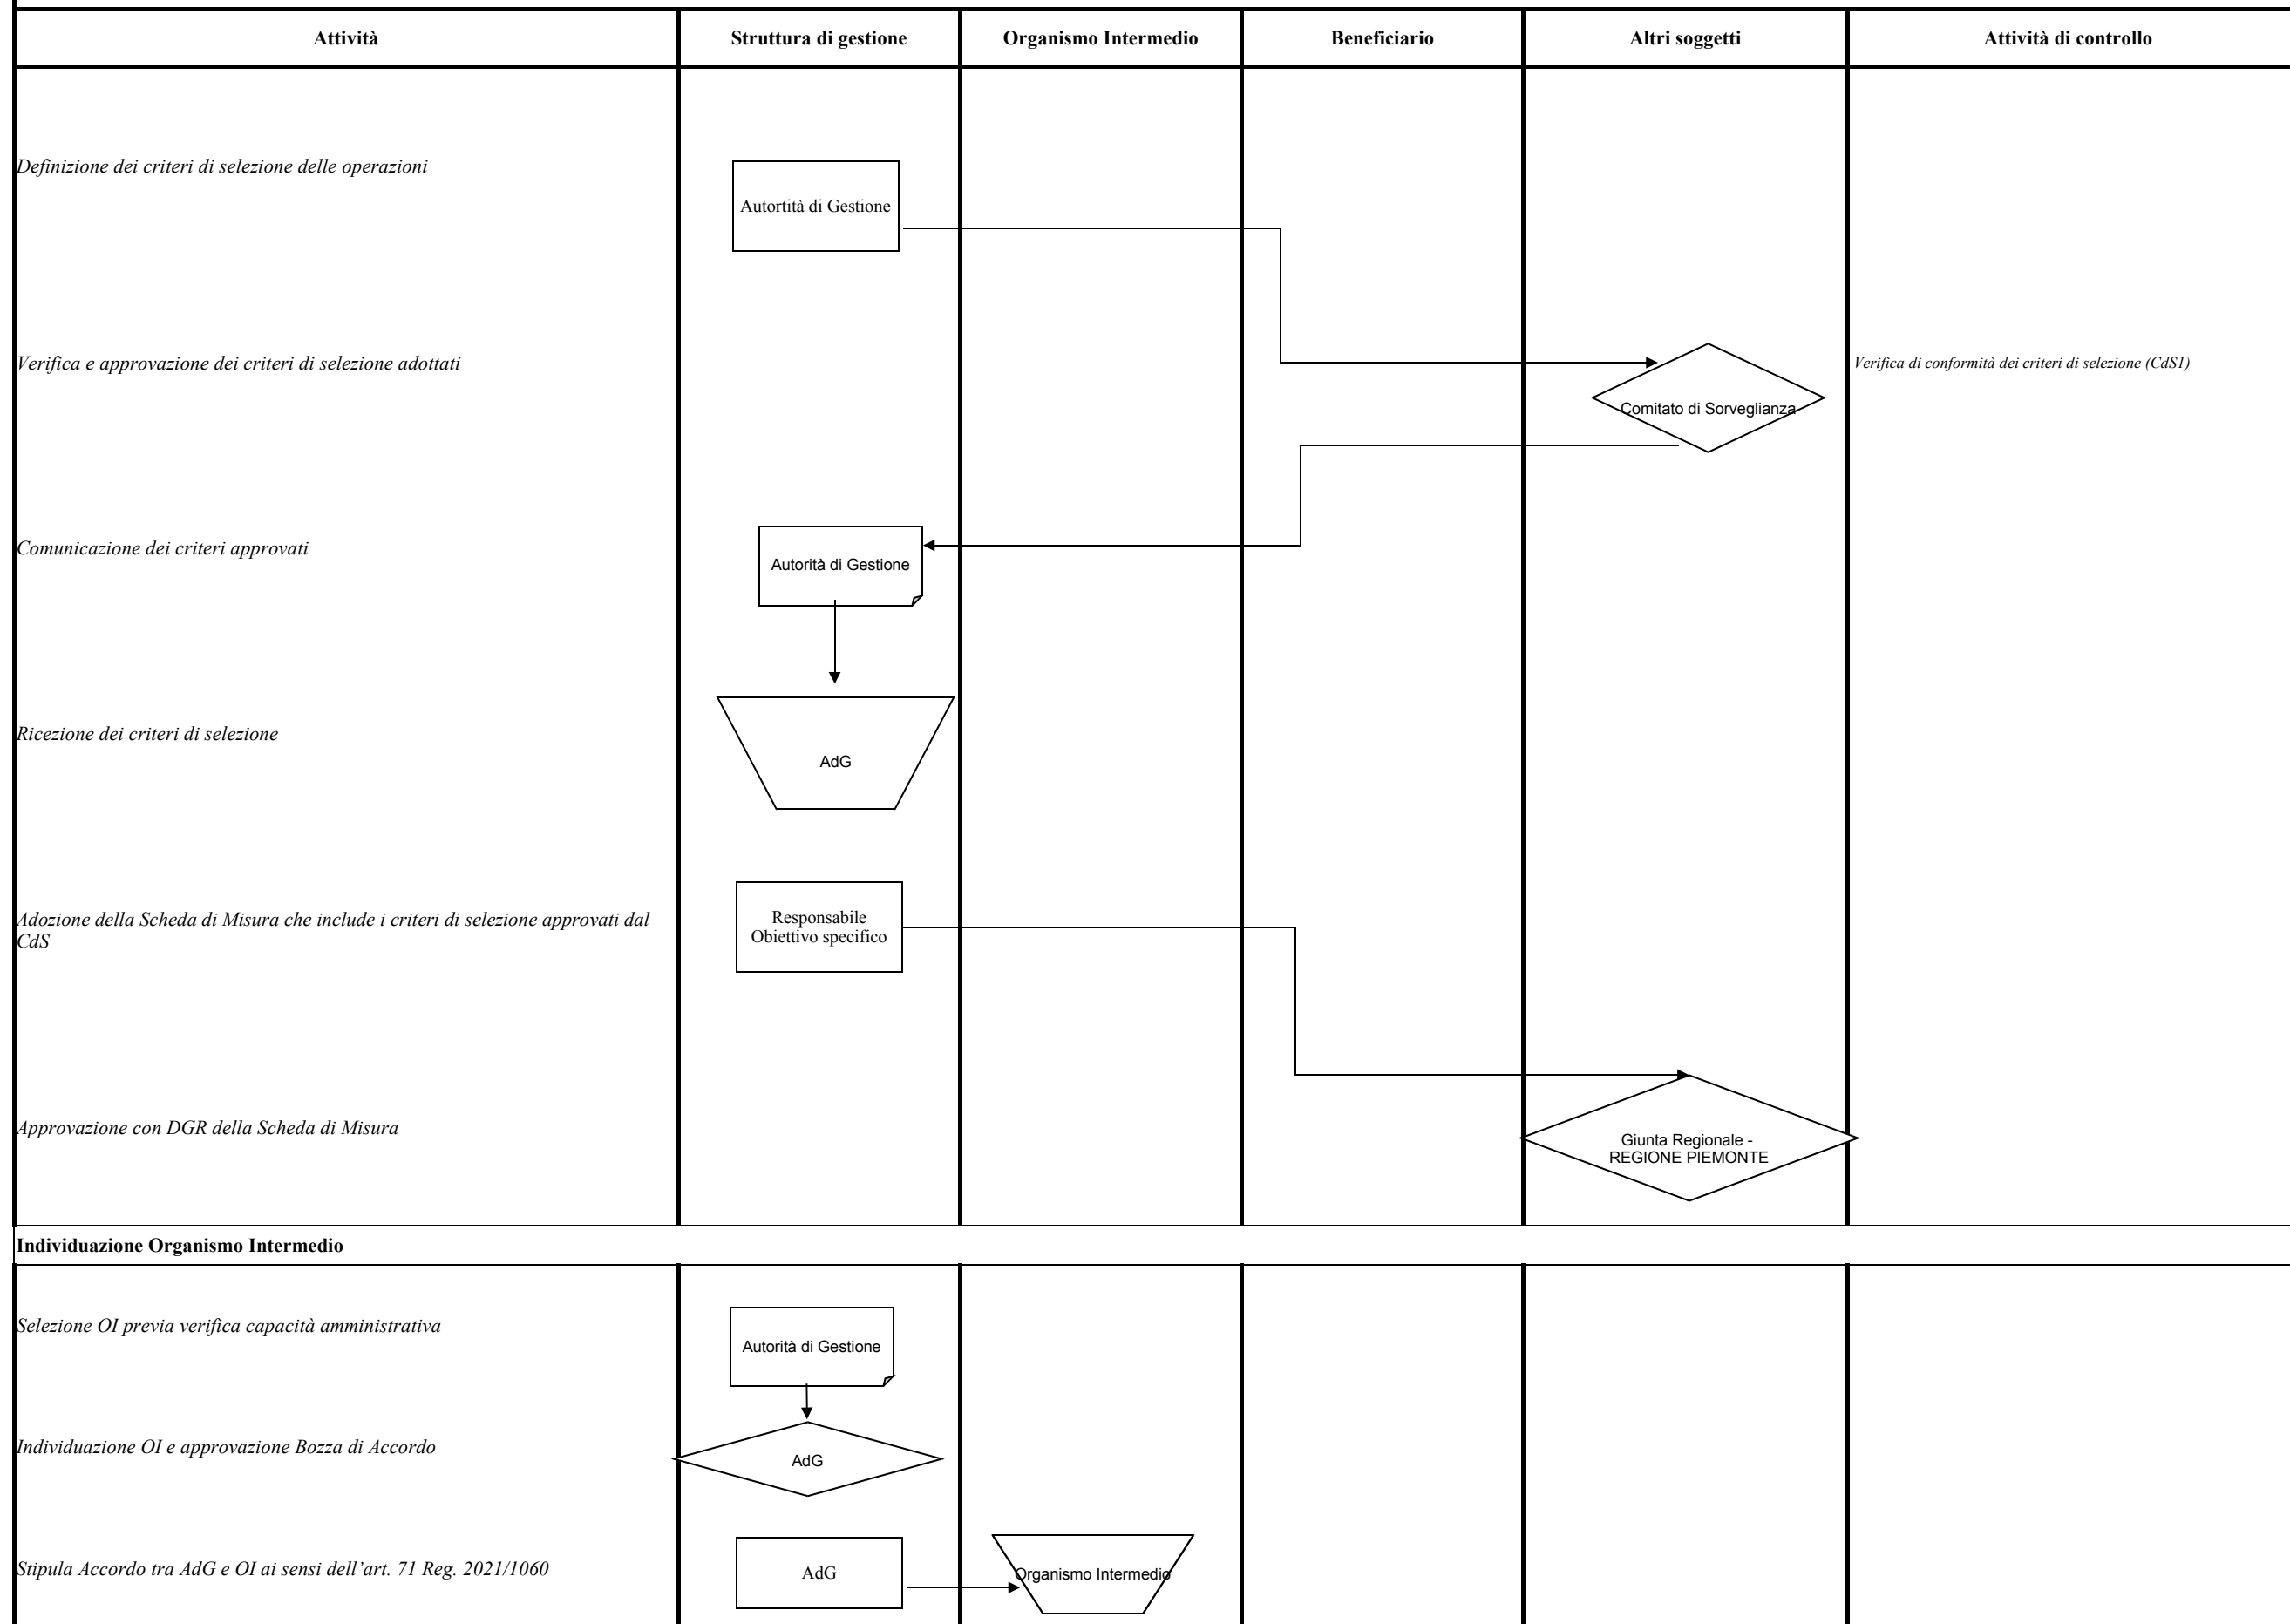 Attività
Struttura di gestione
Organismo Intermedio
Beneficiario
Altri soggetti
Attività di controllo
Definizione dei criteri di selezione delle operazioni
Autortità di Gestione
Verifica e approvazione dei criteri di selezione adottati
Verifica di conformità dei criteri di selezione (CdS1)
Comitato di Sorveglianza
Comunicazione dei criteri approvati
Autorità di Gestione
Ricezione dei criteri di selezione
AdG
Adozione della Scheda di Misura che include i criteri di selezione approvati dal
CdS
Responsabile
Obiettivo specifico
Approvazione con DGR della Scheda di Misura
Giunta Regionale -
REGIONE PIEMONTE
Individuazione Organismo Intermedio
Selezione OI previa verifica capacità amministrativa
Autorità di Gestione
Individuazione OI e approvazione Bozza di Accordo
AdG
Stipula Accordo tra AdG e OI ai sensi dell'art. 71 Reg. 2021/1060
AdG
Organismo Intermedio